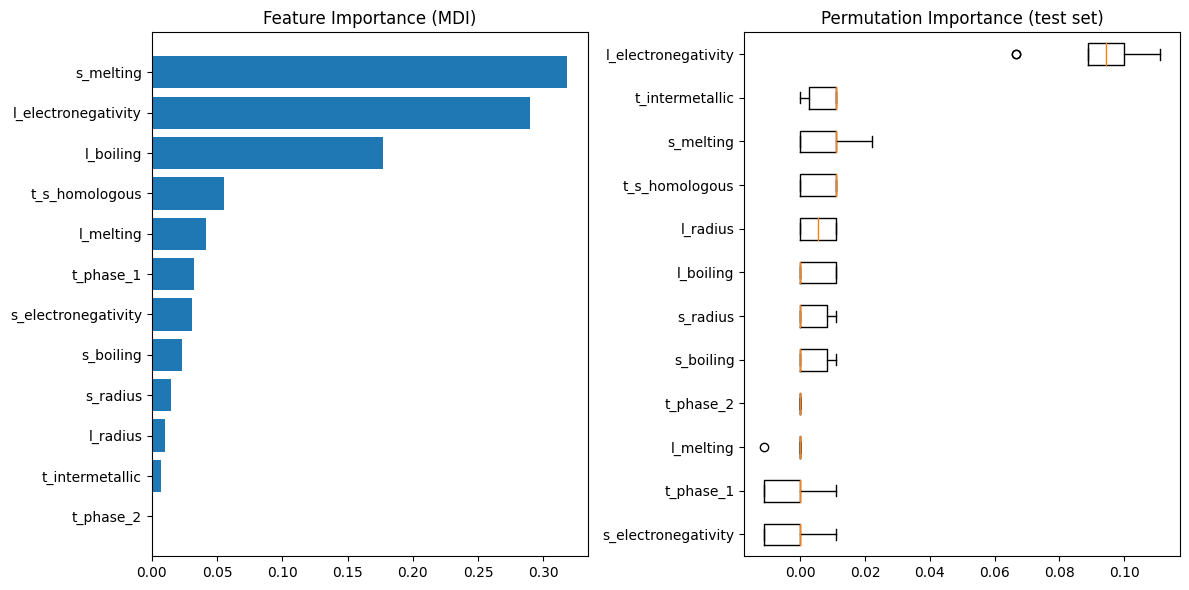 Feature Importance (MDI)
s_melting
l_electronegativity
l_boiling
t_s_homologous
l_melting
t_phase_1
s_electronegativity
s_boiling
s_radius
l_radius
t_intermetallic
t_phase_2
0.00 0.05 0.10 0.15 0.20 0.25 0.30
Permutation Importance (test set)
l_electronegativity
t_intermetallic
s_melting
t_s_homologous
l_radius
l_boiling
s_radius
s_boiling
t_phase_2
l_melting
t_phase_1
s_electronegativity
0.00 0.02 0.04 0.06 0.08 0.10